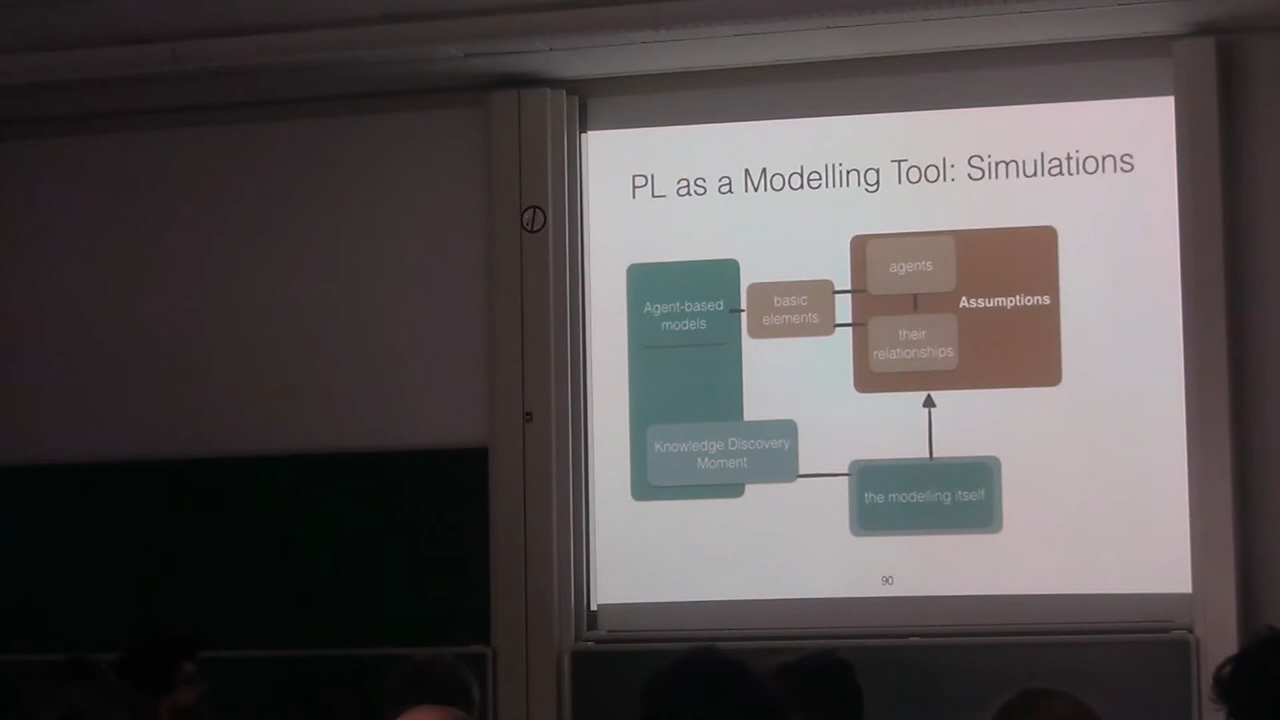 PL as a Modelling Tool: Simulations
Agent-based
models
basic
elements
agents
their
relationships
Assumptions
Knowledge Discovery
Moment
the modelling itself
90